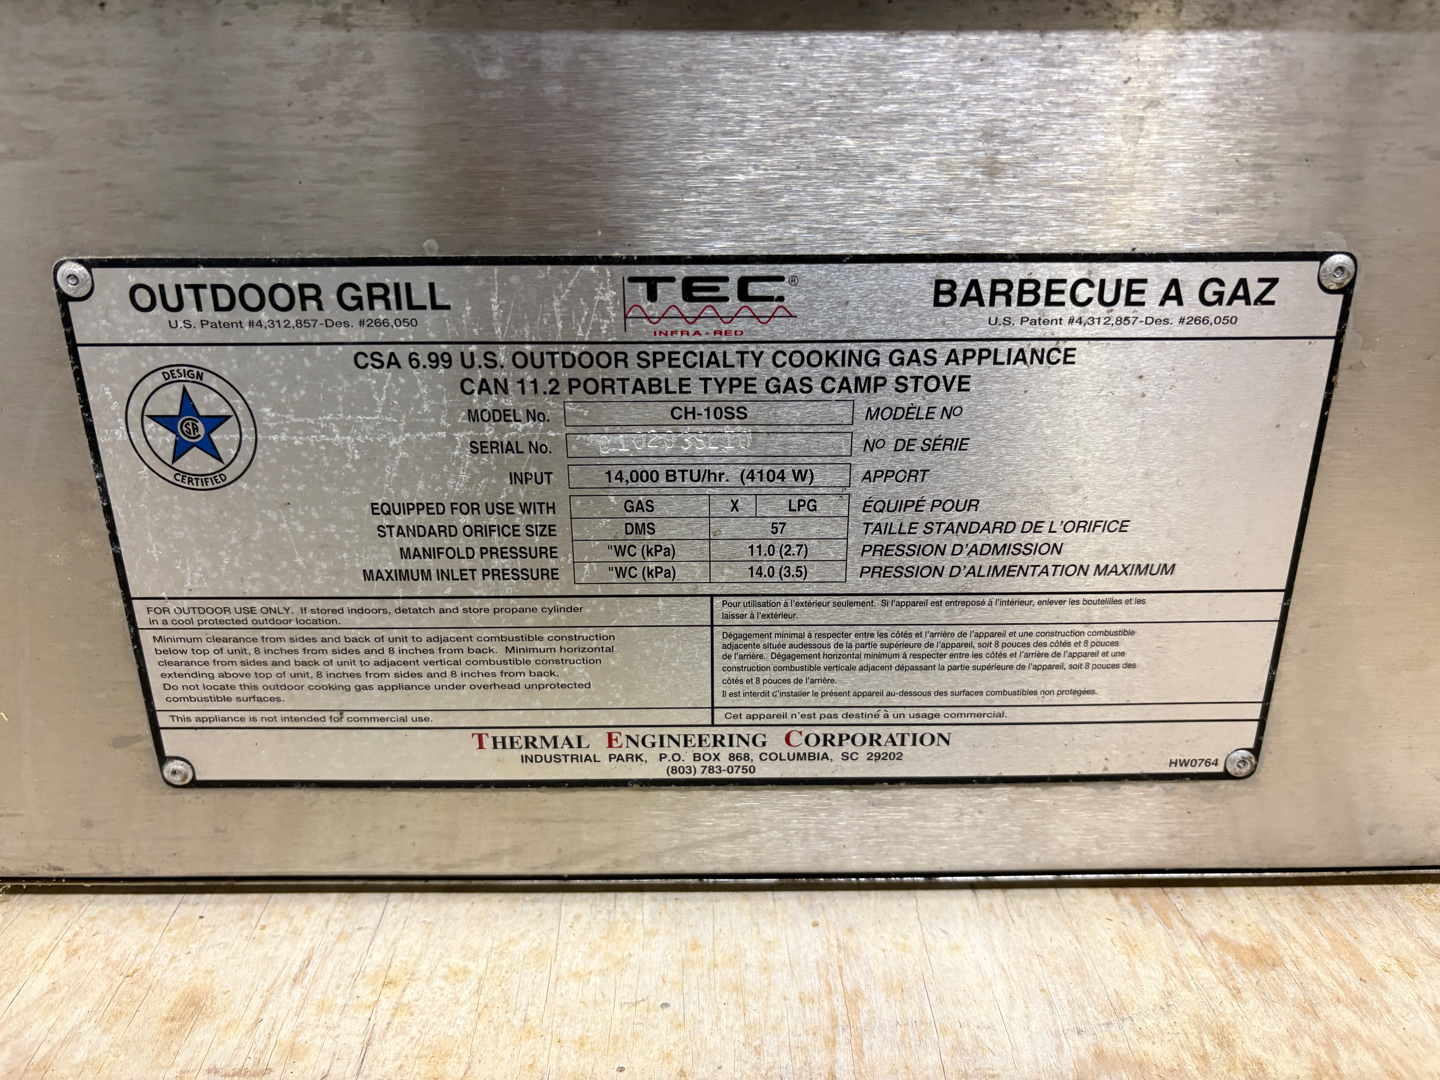 OUTDOOR GRILL
U.S. Patent #4,312,857-Des. #266,050
TEC®
INFRA-RED
BARBECUE A GAZ
U.S. Patent #4,312,857-Des. #266,050
CSA 6.99 U.S. OUTDOOR SPECIALTY COOKING GAS APPLIANCE
CAN 11.2 PORTABLE TYPE GAS CAMP STOVE
DESIGN
CSA
CERTIFIED
MODEL No. CH-10SS MODÈLE NO
SERIAL No. NO DE SÉRIE
INPUT 14,000 BTU/hr. (4104 W) APPORT
EQUIPPED FOR USE WITH GAS X LPG ÉQUIPÉ POUR
STANDARD ORIFICE SIZE DMS 57 TAILLE STANDARD DE L'ORIFICE
MANIFOLD PRESSURE "WC (kPa) 11.0 (2.7) PRESSION D'ADMISSION
MAXIMUM INLET PRESSURE "WC (kPa) 14.0 (3.5) PRESSION D'ALIMENTATION MAXIMUM
FOR OUTDOOR USE ONLY. If stored indoors, detatch and store propane cylinder
in a cool protected outdoor location.
Minimum clearance from sides and back of unit to adjacent combustible construction
below top of unit, 8 inches from sides and 8 inches from back. Minimum horizontal
clearance from sides and back of unit to adjacent vertical combustible construction
extending above top of unit, 8 inches from sides and 8 inches from back.
Do not locate this outdoor cooking gas appliance under overhead unprotected
combustible surfaces.
This appliance is not intended for commercial use.
Pour utilisation à l'extérieur seulement. Si l'appareil est entreposé à l'intérieur, enlever les bouteilles et les
laisser à l'extérieur.
Dégagement minimal à respecter entre les côtés et l'arrière de l'appareil et une construction combustible
adjacente située audessous de la partie supérieure de l'appareil, soit 8 pouces des côtés et 8 pouces
de l'arrière. Dégagement horizontal minimum à respecter entre les côtés et l'arrière de l'appareil et une
construction combustible verticale adjacent dépassant la partie supérieure de l'appareil, soit 8 pouces des
côtés et 8 pouces de l'arrière.
Il est interdit d'installer le présent appareil au-dessous des surfaces combustibles non protegées.
Cet appareil n'est pas destiné à un usage commercial.
THERMAL ENGINEERING CORPORATION
INDUSTRIAL PARK, P.O. BOX 868, COLUMBIA, SC 29202
(803) 783-0750
HW0764